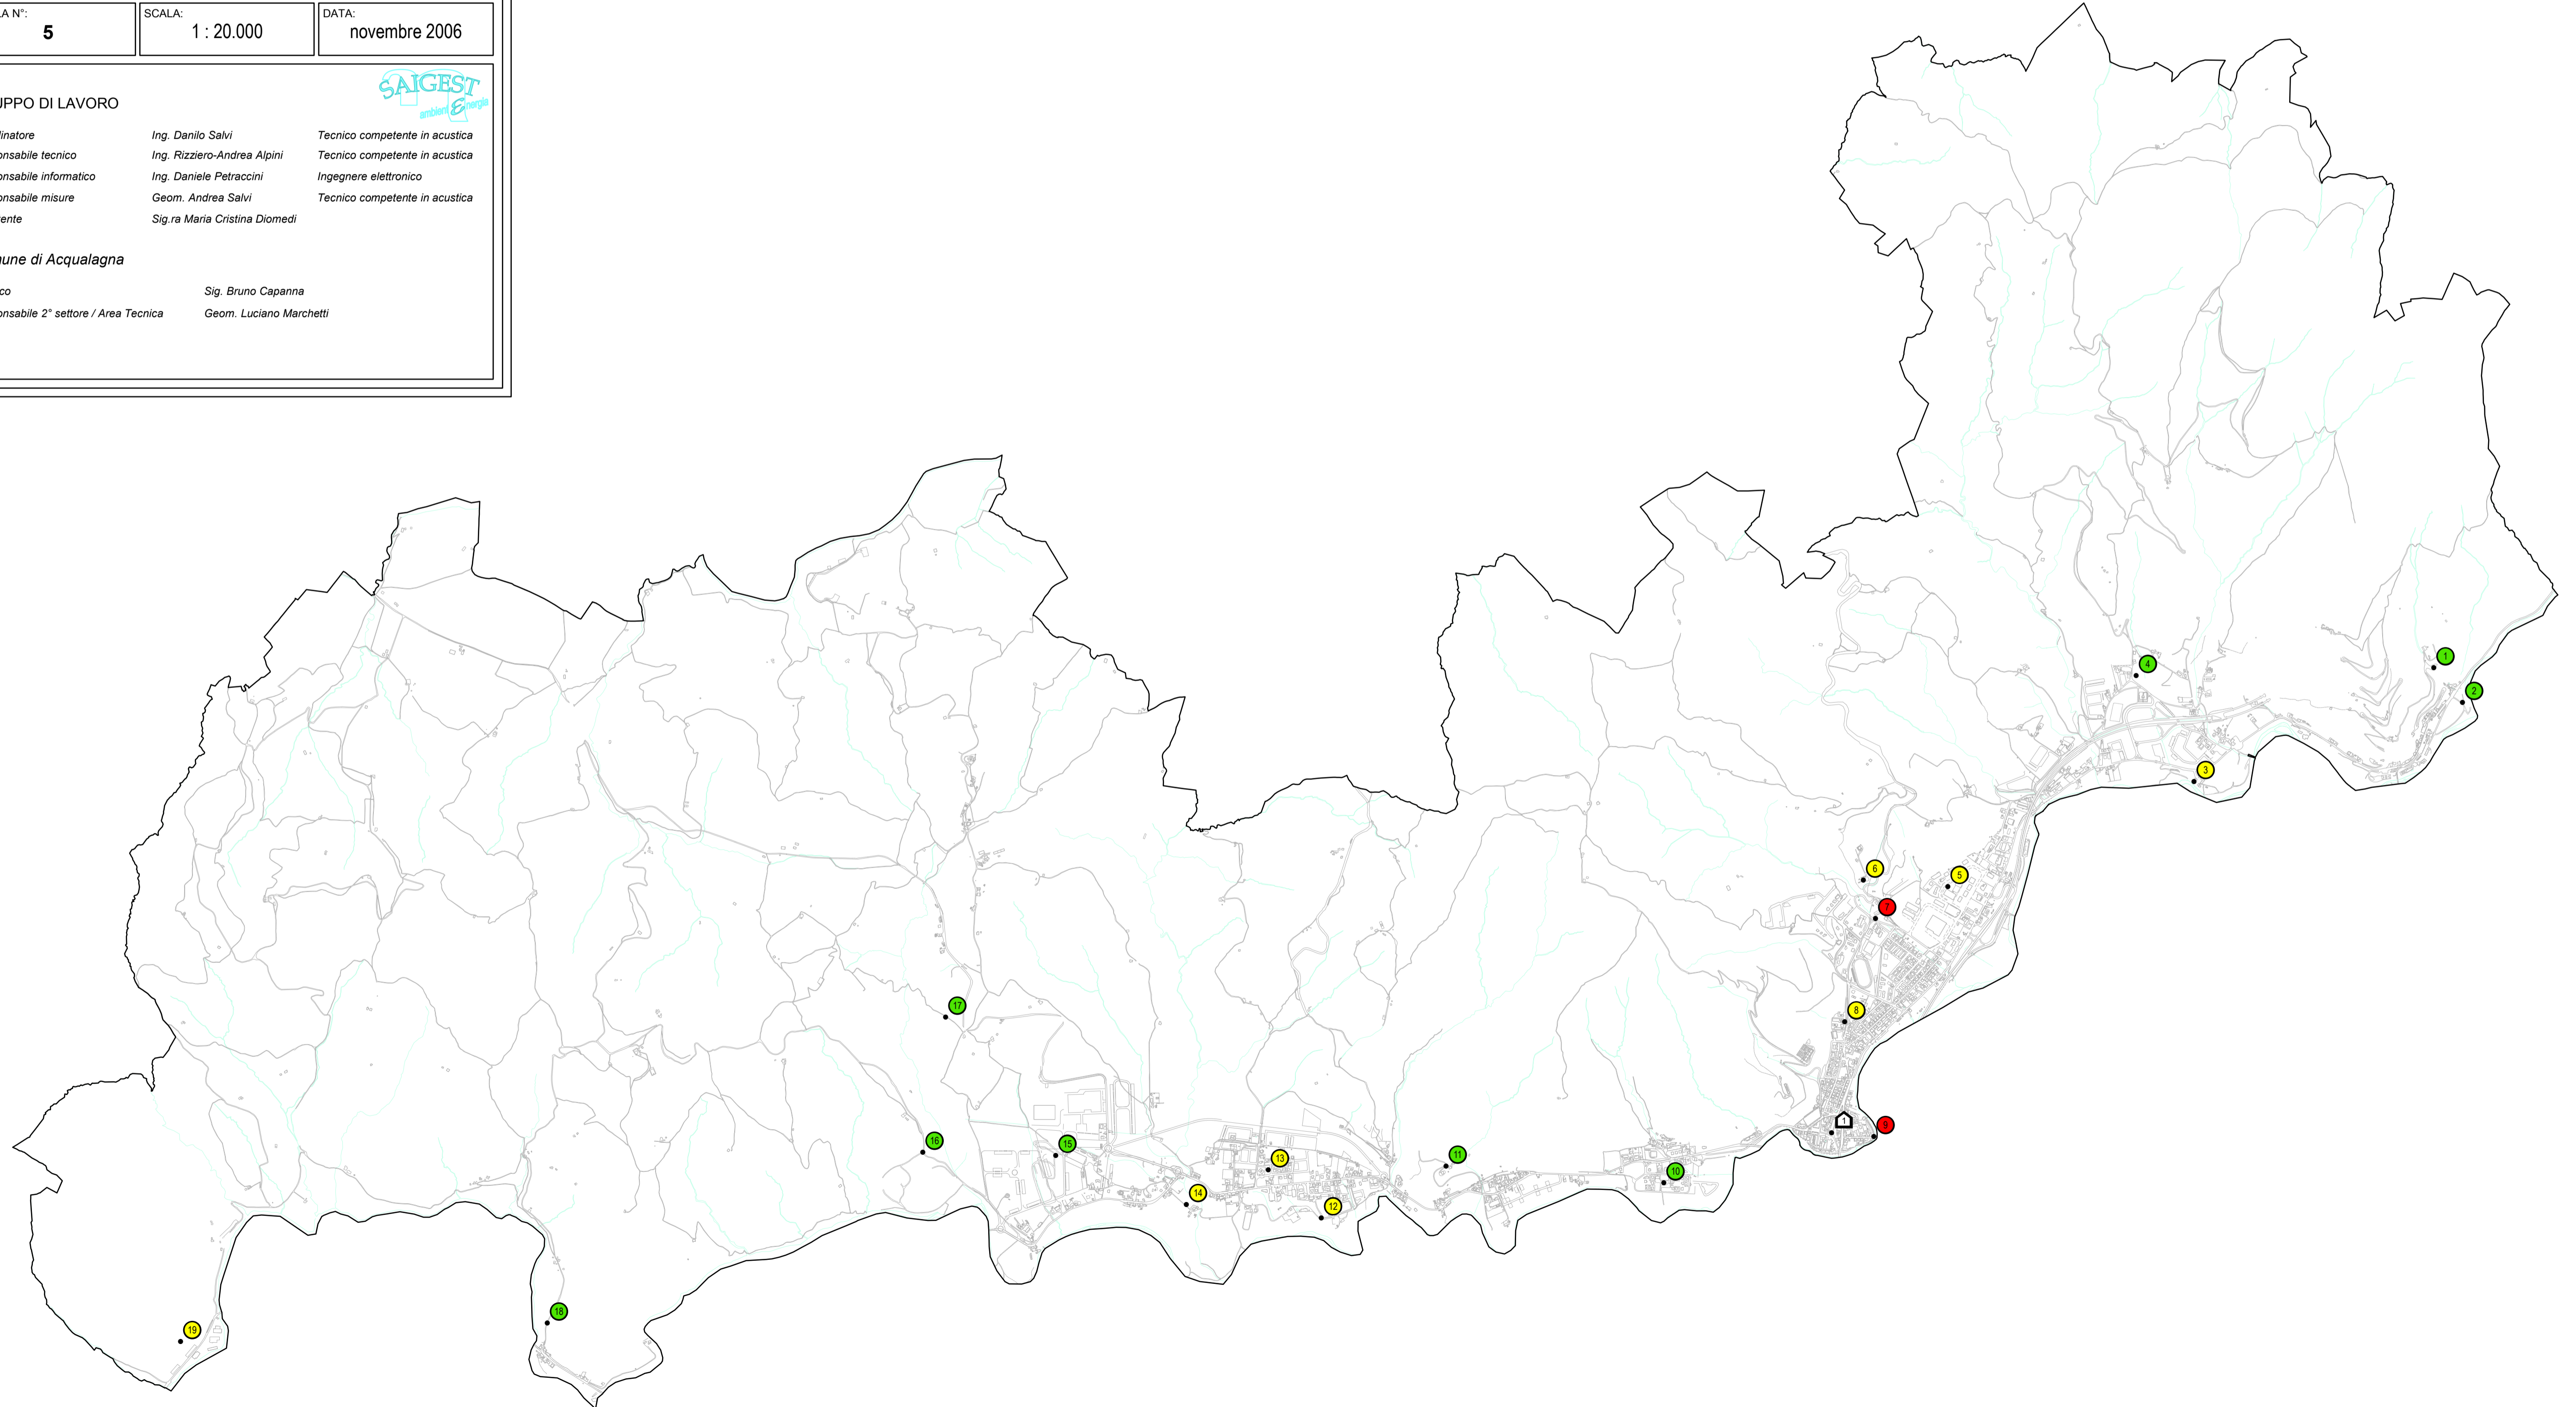 A N°:
5
SCALA:
1 : 20.000
DATA:
novembre 2006
SAIGEST
ambient Energia
UPPO DI LAVORO
linatore Ing. Danilo Salvi Tecnico competente in acustica
onsabile tecnico Ing. Rizziero-Andrea Alpini Tecnico competente in acustica
onsabile informatico Ing. Daniele Petraccini Ingegnere elettronico
onsabile misure Geom. Andrea Salvi Tecnico competente in acustica
ente Sig.ra Maria Cristina Diomedi
une di Acqualagna
co Sig. Bruno Capanna
onsabile 2° settore / Area Tecnica Geom. Luciano Marchetti
1
4
2
3
6
5
7
17
8
1
9
16
15
11
13
10
14
12
18
19